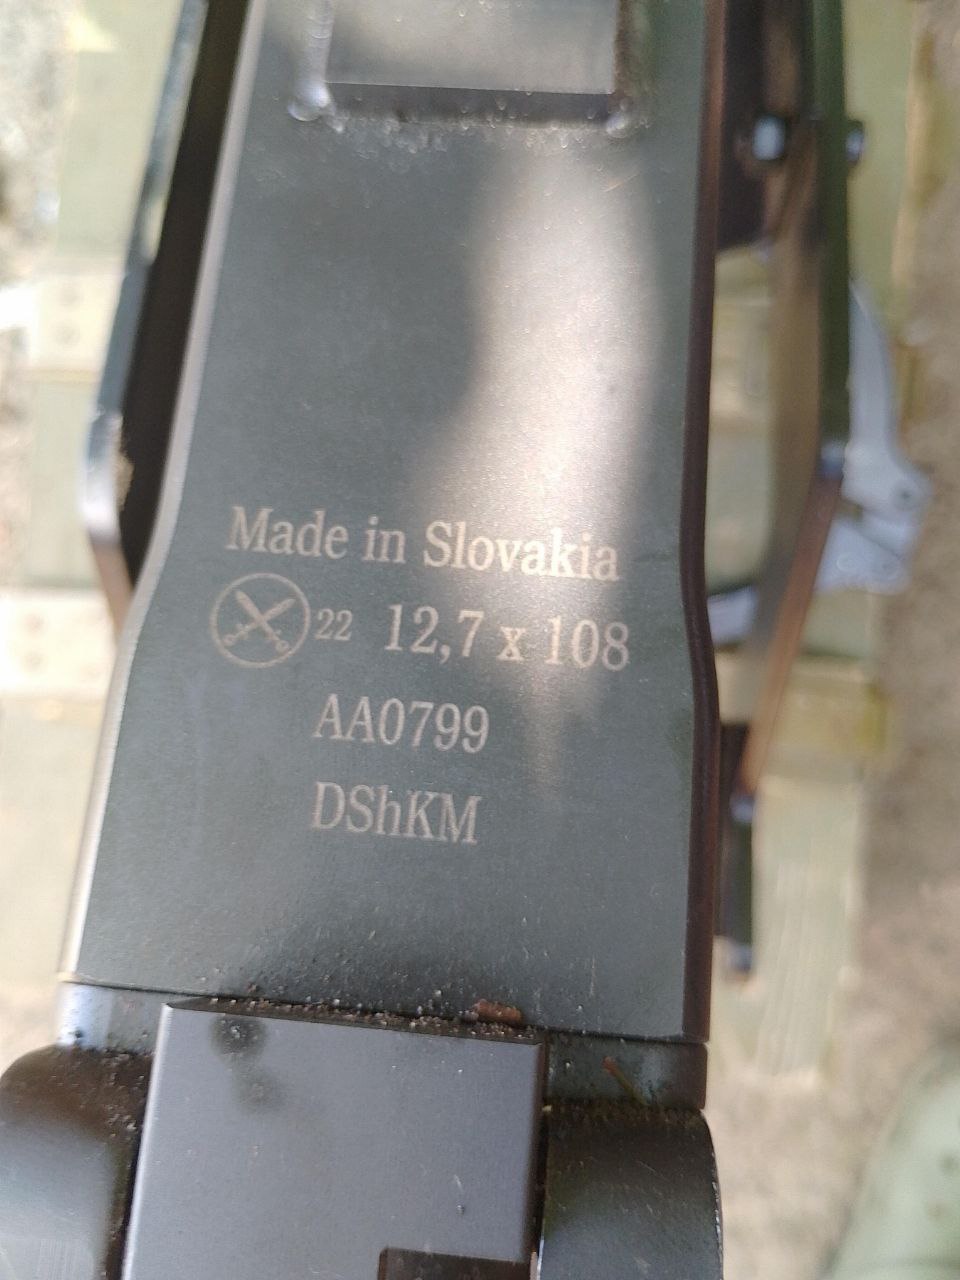 Made in Slovakia
22 12,7 x 108
AA0799
DShKM